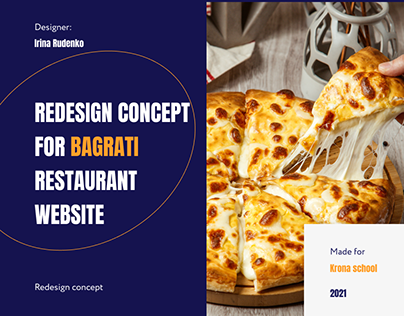 Designer:
Irina Rudenko
REDESIGN CONCEPT
FOR BAGRATI
RESTAURANT
WEBSITE
Redesign concept
Made for
Krona school
2021